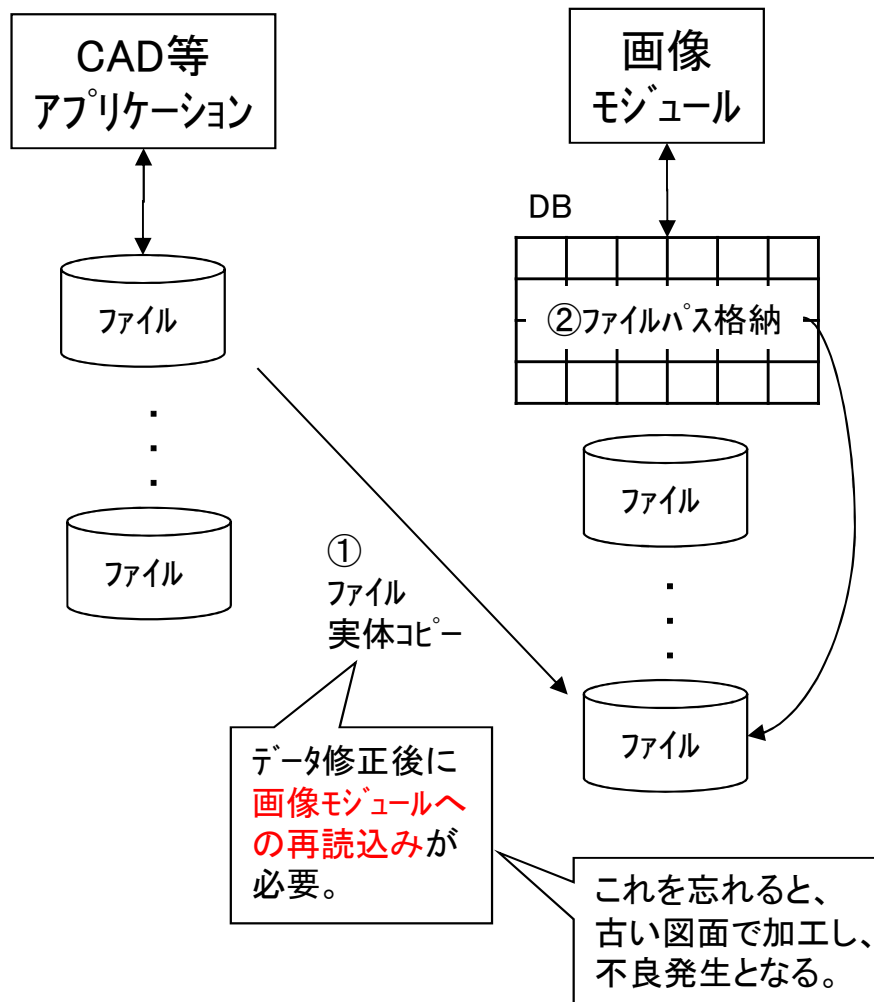 CAD等
アプリケーション
画像
モジュール
DB
ファイル
②ファイルパス格納
ファイル
ファイル
①
ファイル
実体コピー
ファイル
データ修正後に
画像モジュールへ
の再読込みが
必要。
これを忘れると、
古い図面で加工し、
不良発生となる。